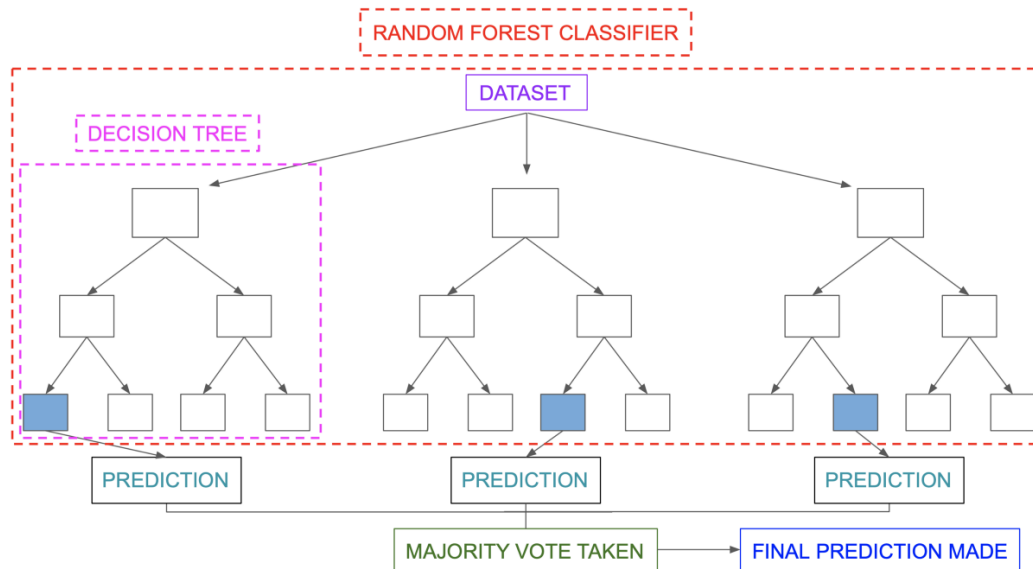 RANDOM FOREST CLASSIFIER
DATASET
DECISION TREE
PREDICTION
PREDICTION
PREDICTION
MAJORITY VOTE TAKEN
FINAL PREDICTION MADE